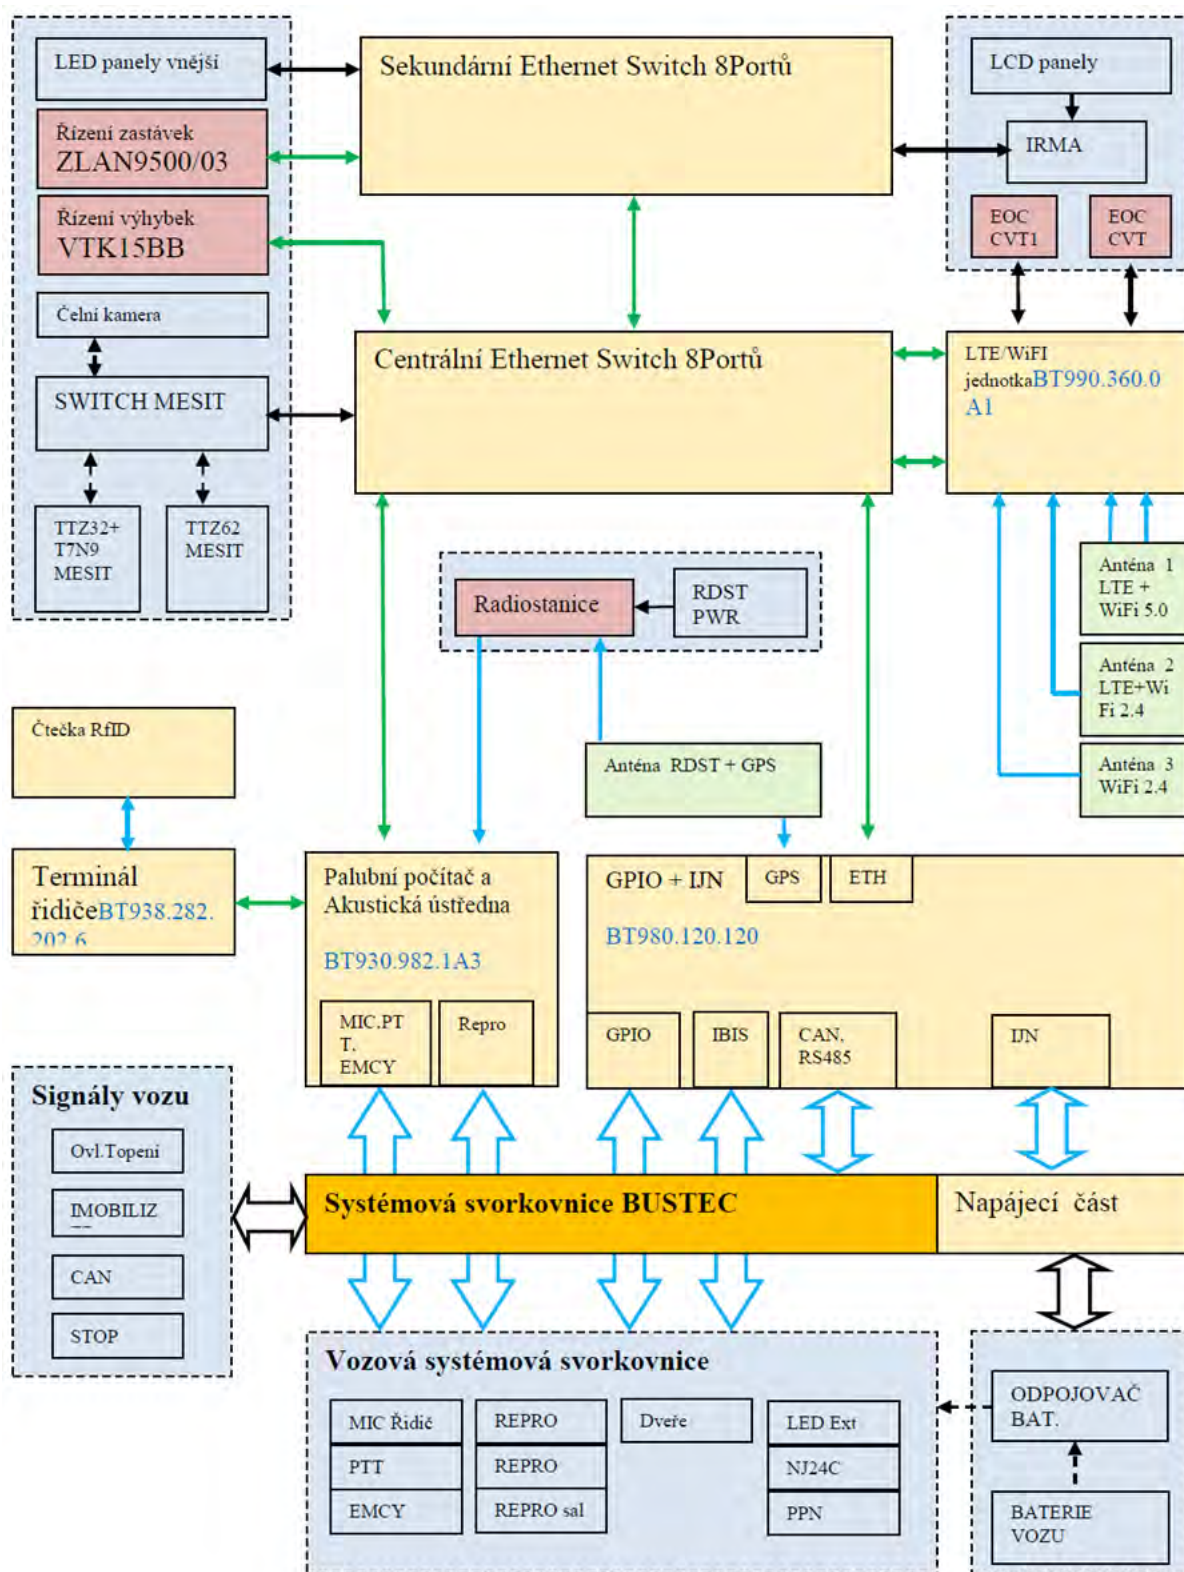 LED panely vnější
Sekundární Ethernet Switch 8Portů
LCD panely
Řízení zastávek
ZLAN9500/03
IRMA
Řízení výhybek
VTK15BB
EOC
CVT1
EOC
CVT
Čelní kamera
Centrální Ethernet Switch 8Portů
LTE/WiFI
jednotkaBT990.360.0
A1
SWITCH MESIT
TTZ32+
T7N9
MESIT
TTZ62
MESIT
Radiostanice
RDST
PWR
Anténa 1
LTE +
WiFi 5.0
Anténa 2
LTE+Wi
Fi 2.4
Čtečka RfID
Anténa RDST + GPS
Anténa 3
WiFi 2.4
Terminál
řidičeBT938.282.
202.6
Palubní počítač a
Akustická ústředna
BT930.982.1A3
GPIO + IJN
GPS
ETH
BT980.120.120
MIC.PT
T.
EMCY
Repro
GPIO
IBIS
CAN,
RS485
IJN
Signály vozu
Ovl.Topení
IMOBILIZ
CAN
STOP
Systémová svorkovnice BUSTEC
Napájecí část
Vozová systémová svorkovnice
MIC Řidič
REPRO
Dveře
LED Ext
PTT
REPRO
NJ24C
EMCY
REPRO sal
PPN
ODPOJOVAČ
BAT.
BATERIE
VOZU